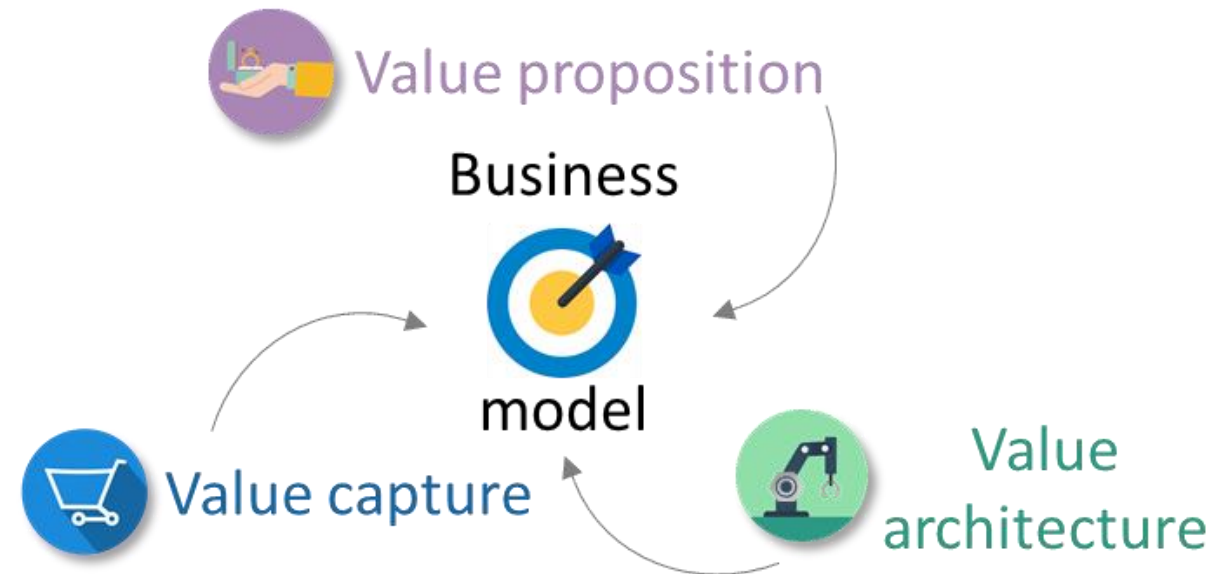 Value proposition
Business
model
Value capture
Value
architecture